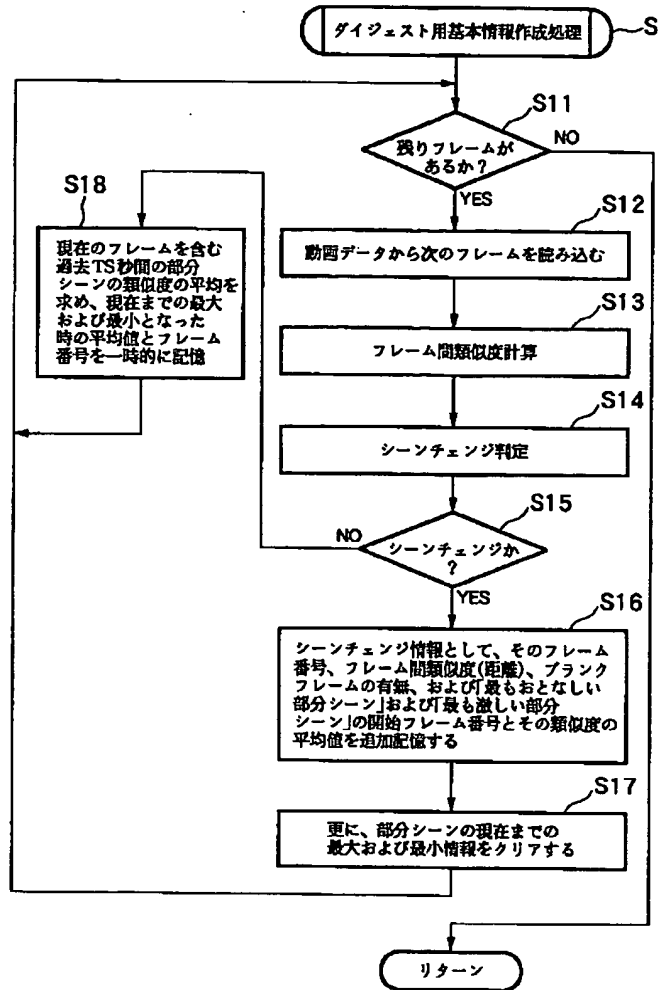 ダイジェスト用基本情報作成処理
S
S11
残りフレームが
あるか?
NO
YES
S12
動画データから次のフレームを読み込む
S13
フレーム間類似度計算
S14
シーンチェンジ判定
S15
シーンチェンジか
?
NO
YES
S16
シーンチェンジ情報として、そのフレーム
番号、フレーム間類似度(距離)、ブランク
フレームの有無、および「最もおとなしい
部分シーン」および「最も激しい部分
シーン」の開始フレーム番号とその類似度の
平均値を追加記憶する
S17
更に、部分シーンの現在までの
最大および最小情報をクリアする
S18
現在のフレームを含む
過去TS秒間の部分
シーンの類似度の平均を
求め、現在までの最大
および最小となった
時の平均値とフレーム
番号を一時的に記憶
リターン